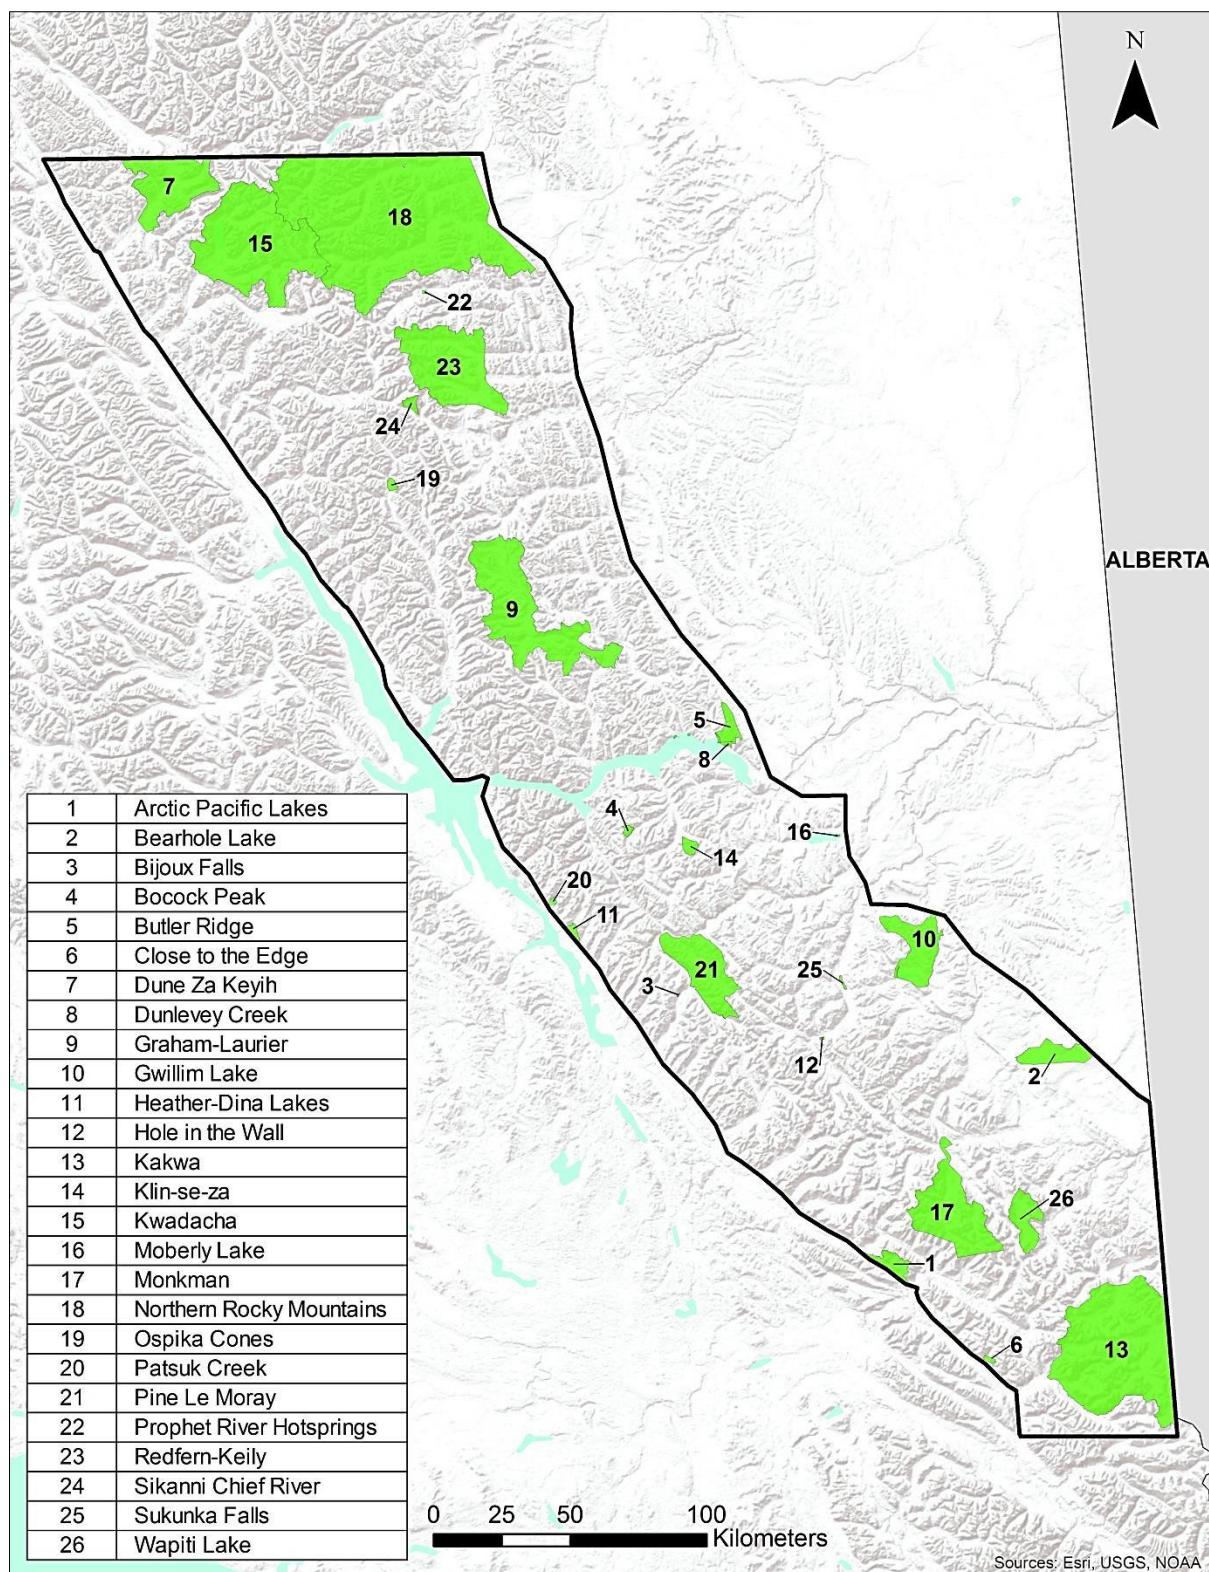 N
7
18
15
22
23
24
19
ALBERTA
9
5
8
4
16
14
20
11
10
21
25
3
12
2
17
26
1
6
13
1 Arctic Pacific Lakes
2 Bearhole Lake
3 Bijoux Falls
4 Bocock Peak
5 Butler Ridge
6 Close to the Edge
7 Dune Za Keyih
8 Dunlevey Creek
9 Graham-Laurier
10 Gwillim Lake
11 Heather-Dina Lakes
12 Hole in the Wall
13 Kakwa
14 Klin-se-za
15 Kwadacha
16 Moberly Lake
17 Monkman
18 Northern Rocky Mountains
19 Ospika Cones
20 Patsuk Creek
21 Pine Le Moray
22 Prophet River Hotsprings
23 Redfern-Keily
24 Sikanni Chief River
25 Sukunka Falls
26 Wapiti Lake
0 25 50 100
Kilometers
Sources: Esri, USGS, NOAA